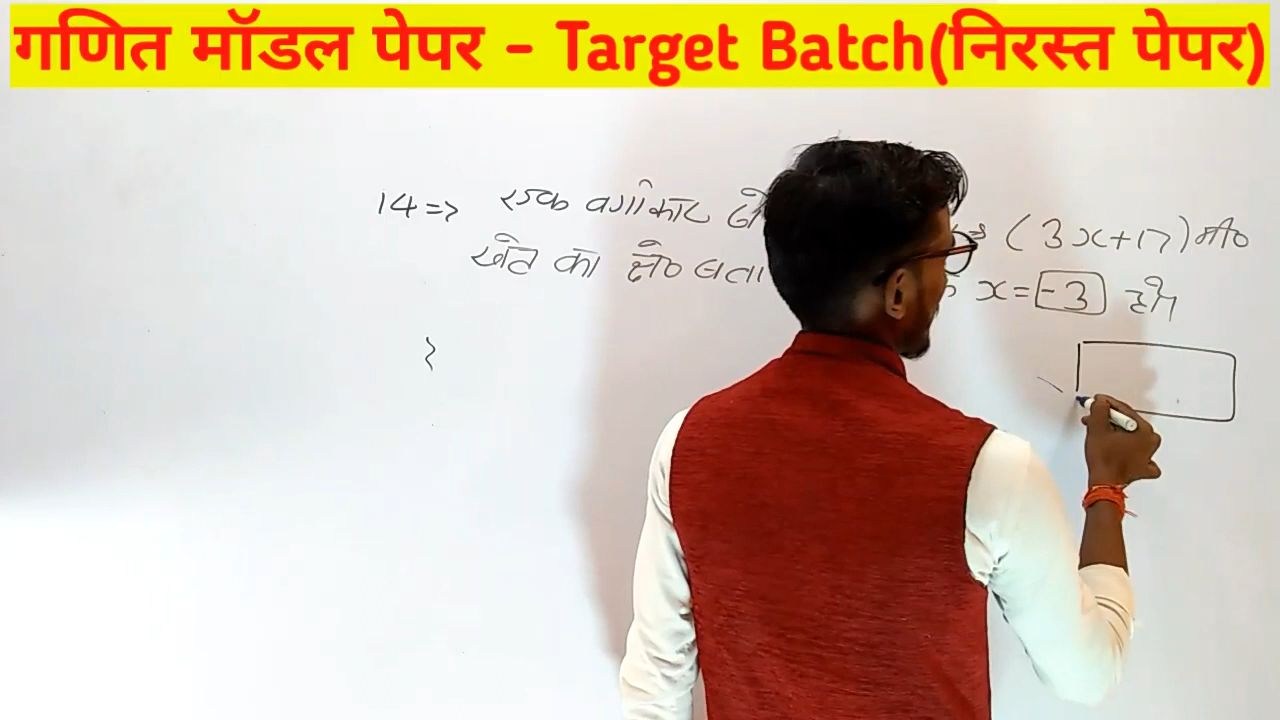 गणित मॉडल पेपर - Target Batch(निरस्त पेपर)
14 => एक वर्गाकार (3x+17) मी०
खेत का क्षे० बता x = -3 होगा